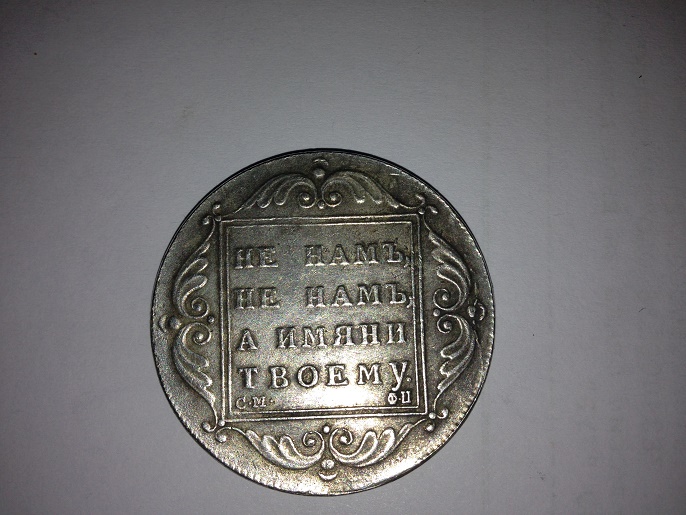 НЕ НАМЪ,
НЕ НАМЪ,
А ИМЯНИ
ТВОЕМУ.
С·М· Ф·Ц